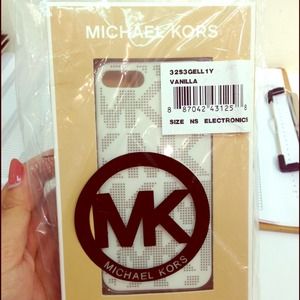 MICHAEL KORS
32S3GELL1Y
VANILLA
8 87042 43125 8
SIZE NS ELECTRONICS
MK
MICHAEL KORS